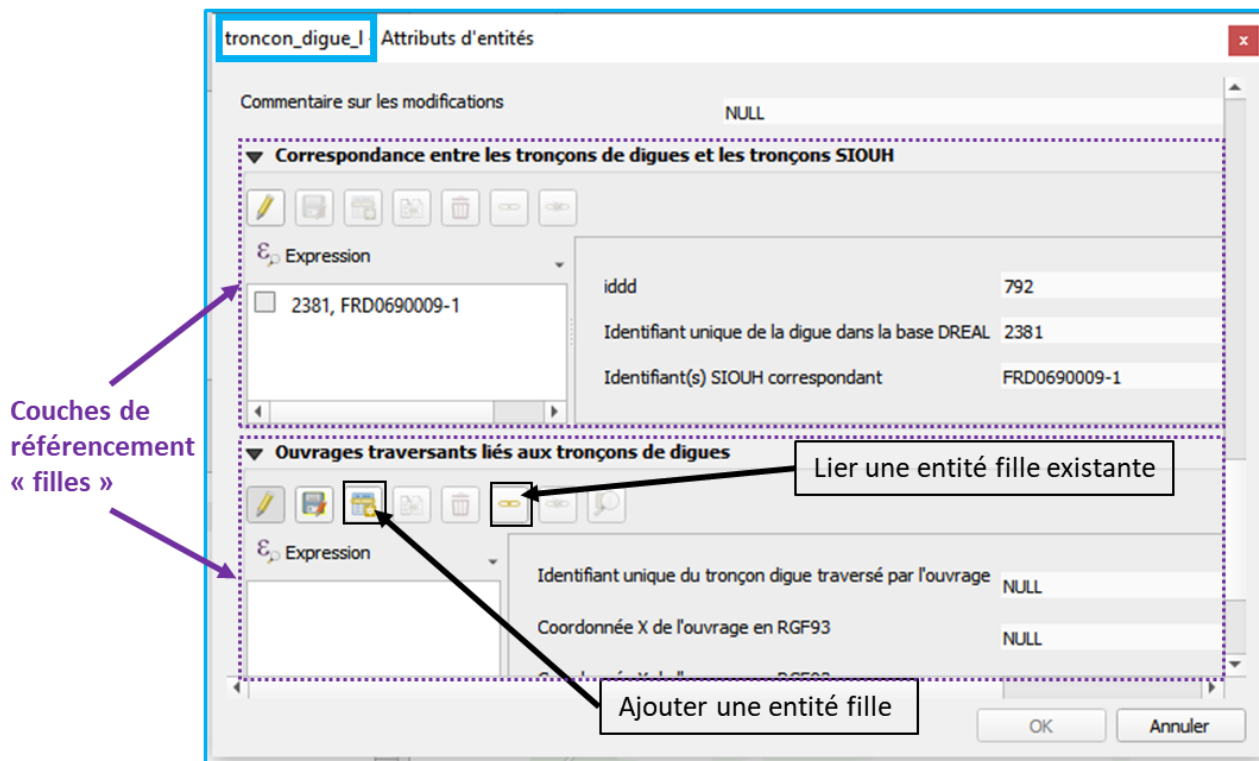 troncon_digue_l - Attributs d'entités
x
Commentaire sur les modifications
NULL
Correspondance entre les tronçons de digues et les tronçons SIOUH
ε Expression
2381, FRD0690009-1
iddd
792
Identifiant unique de la digue dans la base DREAL
2381
Identifiant(s) SIOUH correspondant
FRD0690009-1
Couches de
référencement
« filles »
Ouvrages traversants liés aux tronçons de digues
Lier une entité fille existante
ε Expression
Identifiant unique du tronçon digue traversé par l'ouvrage
NULL
Coordonnée X de l'ouvrage en RGF93
NULL
Ajouter une entité fille
OK
Annuler